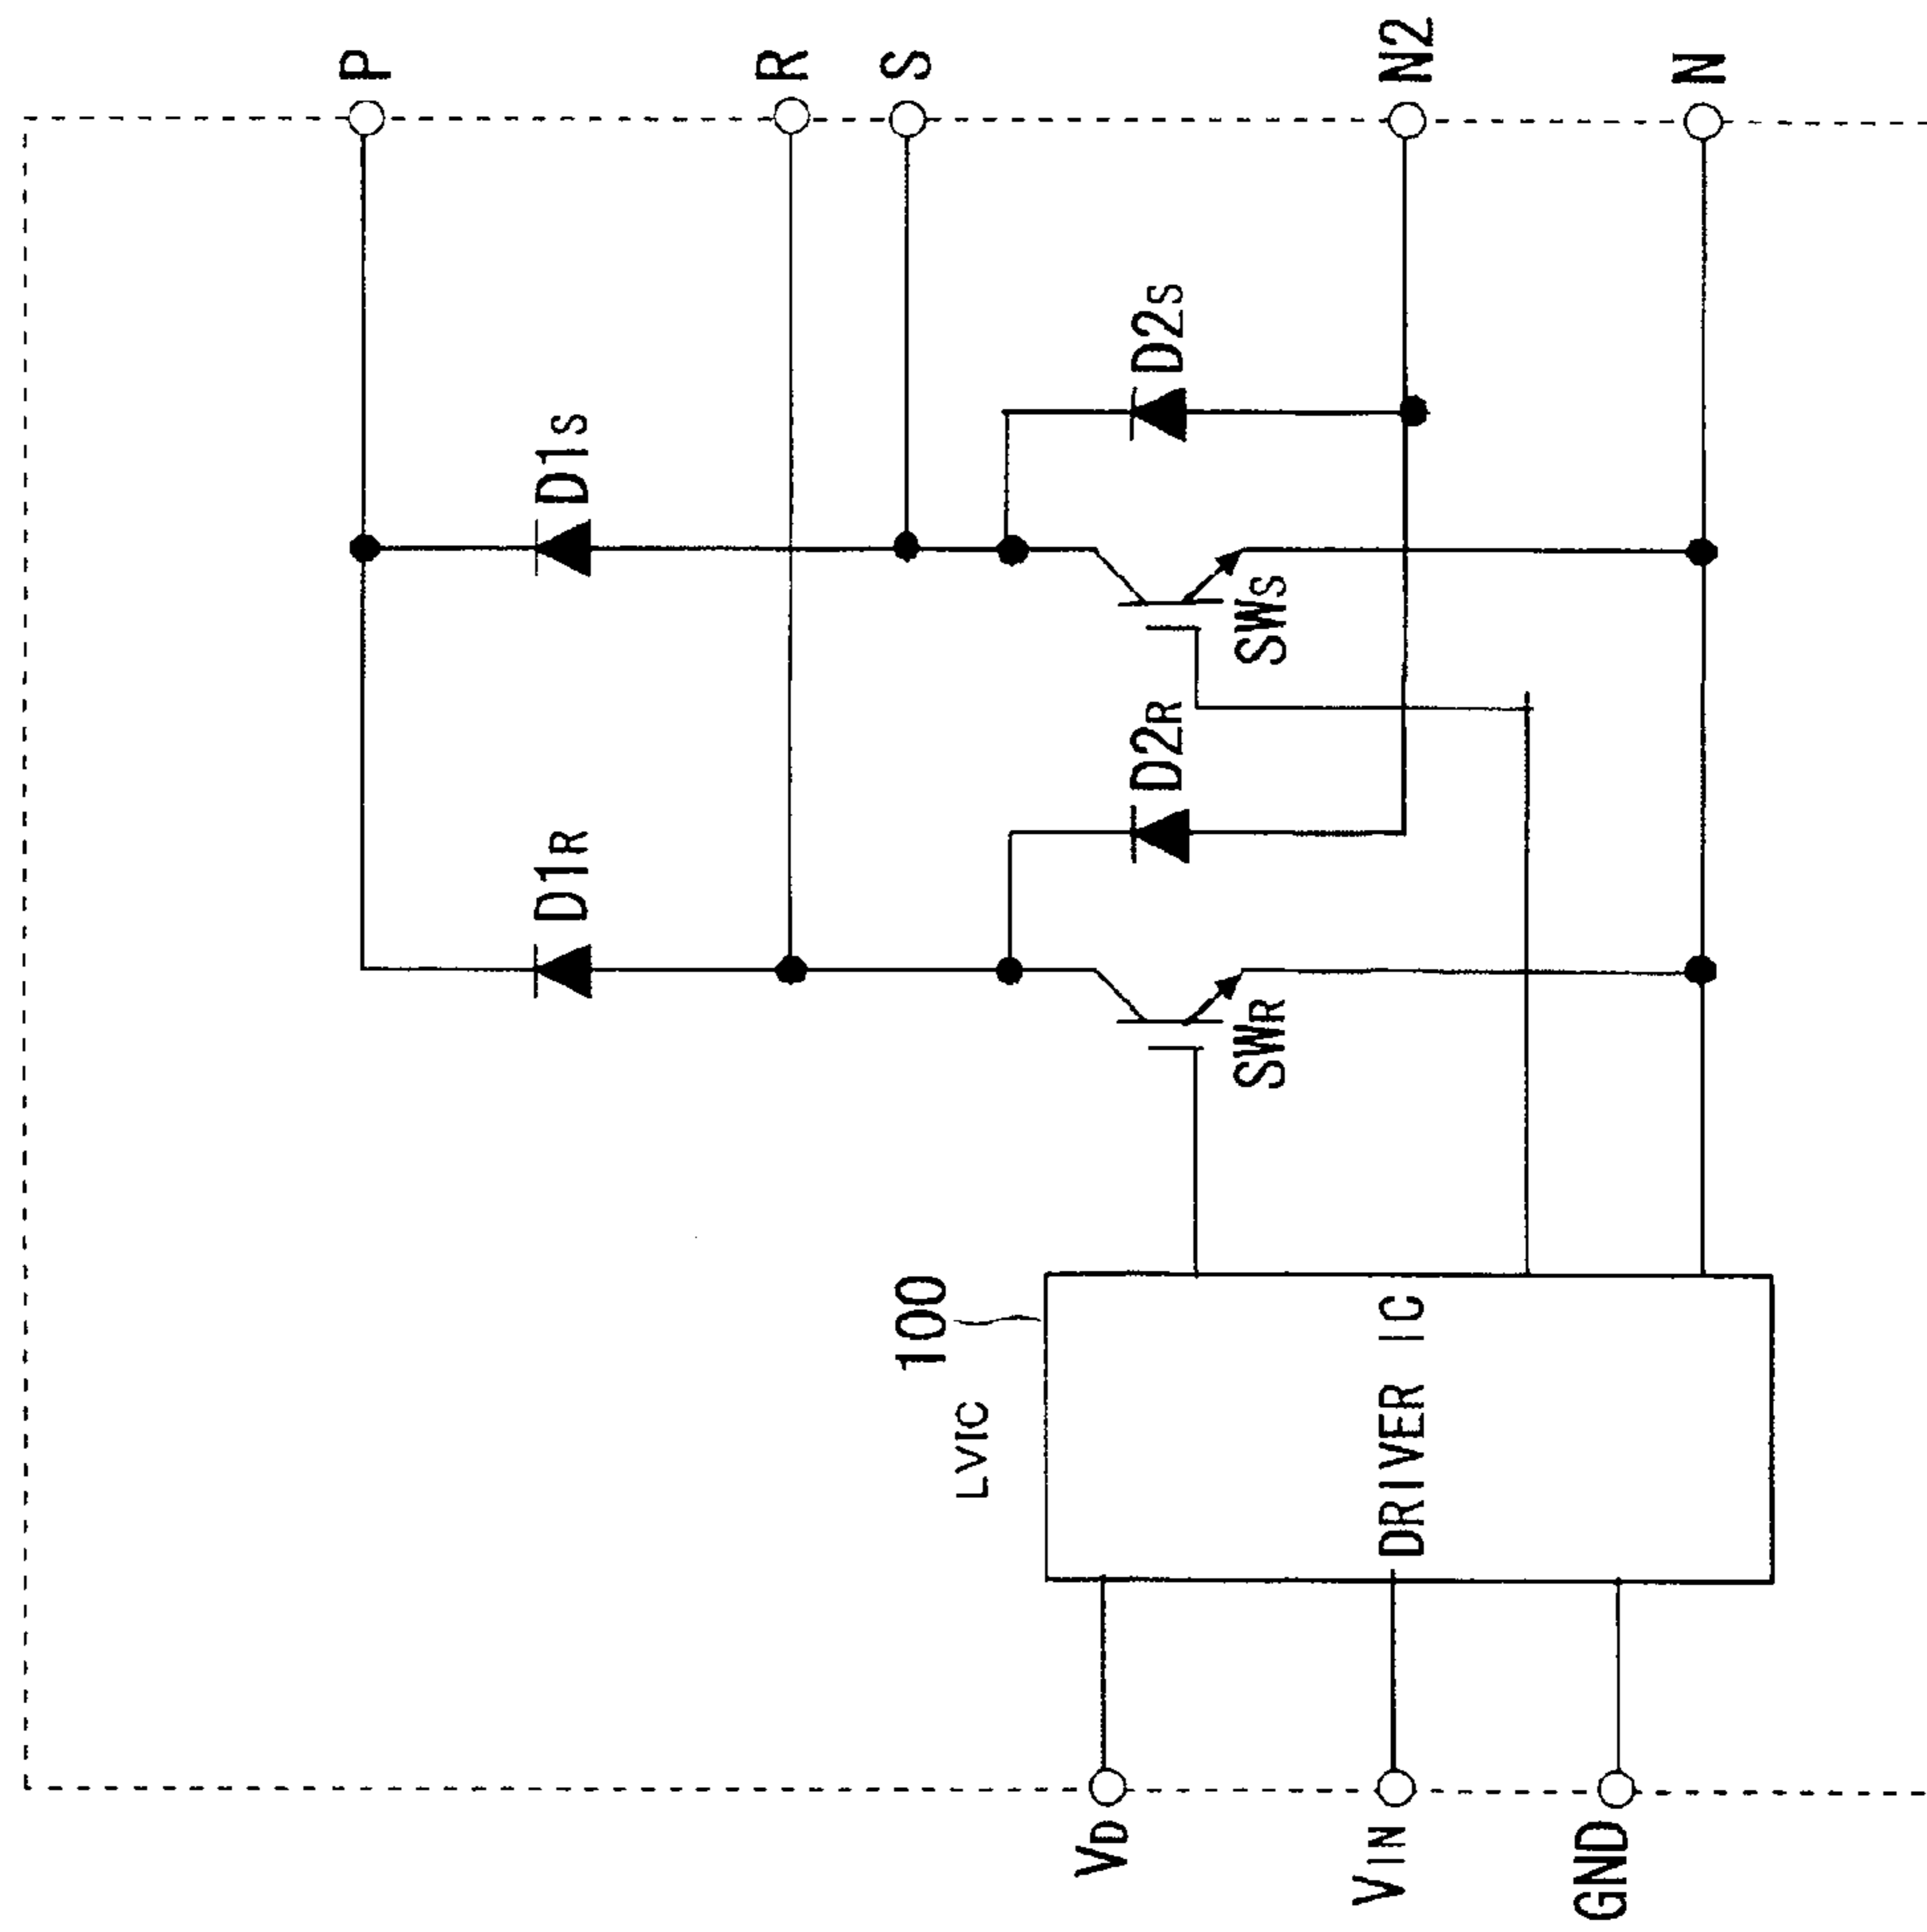 P
R
S
N2
N
D1S
D2S
SWS
D1R
D2R
SWR
100
LVIC
DRIVER IC
VD
VIN
GND